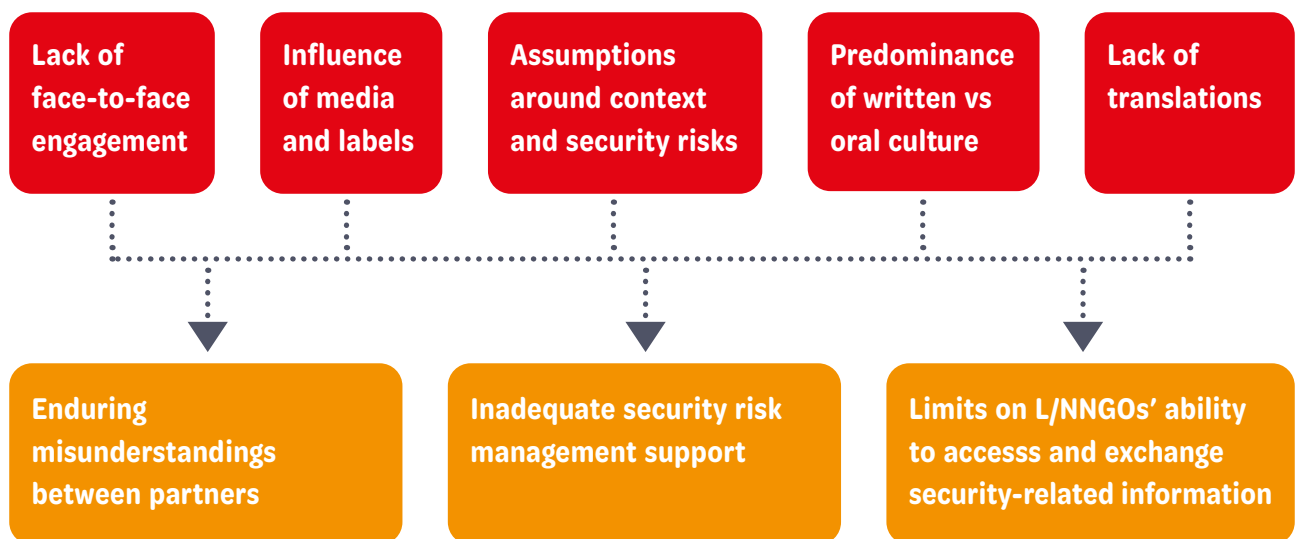 Lack of
face-to-face
engagement
Influence
of media
and labels
Assumptions
around context
and security risks
Predominance
of written vs
oral culture
Lack of
translations
Enduring
misunderstandings
between partners
Inadequate security risk
management support
Limits on L/NNGOs’ ability
to accesss and exchange
security-related information